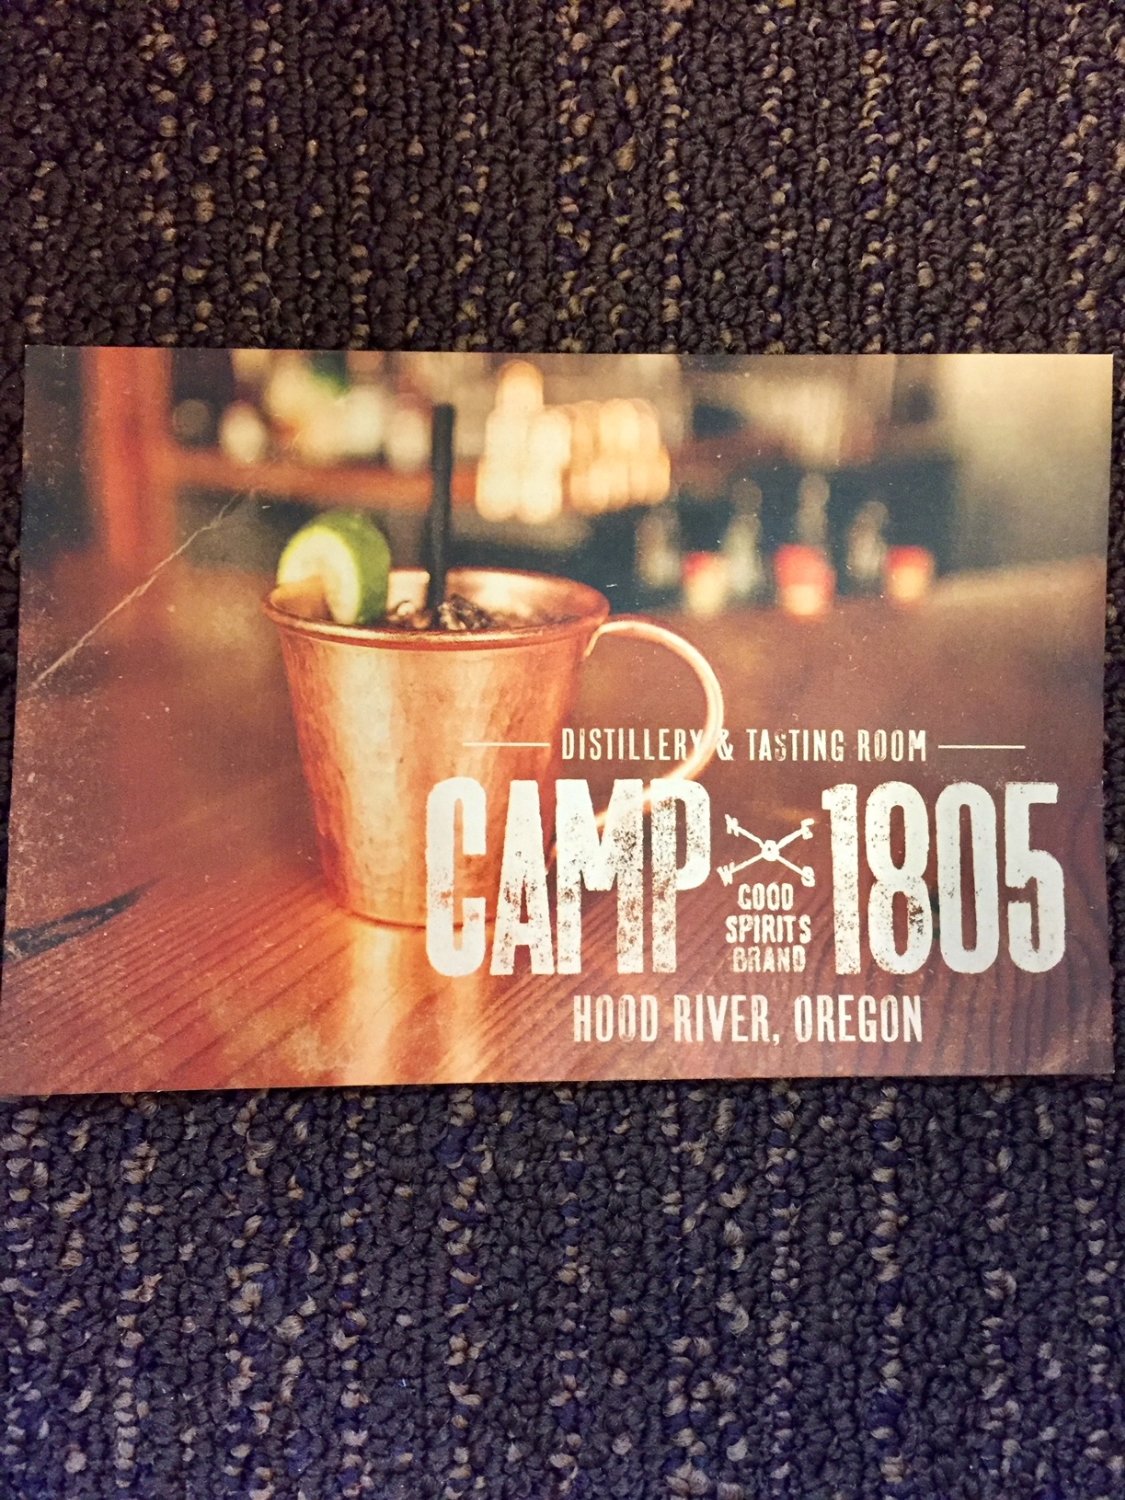 DISTILLERY & TASTING ROOM
CAMP 1805
N E
W S
GOOD
SPIRITS
BRAND
HOOD RIVER, OREGON